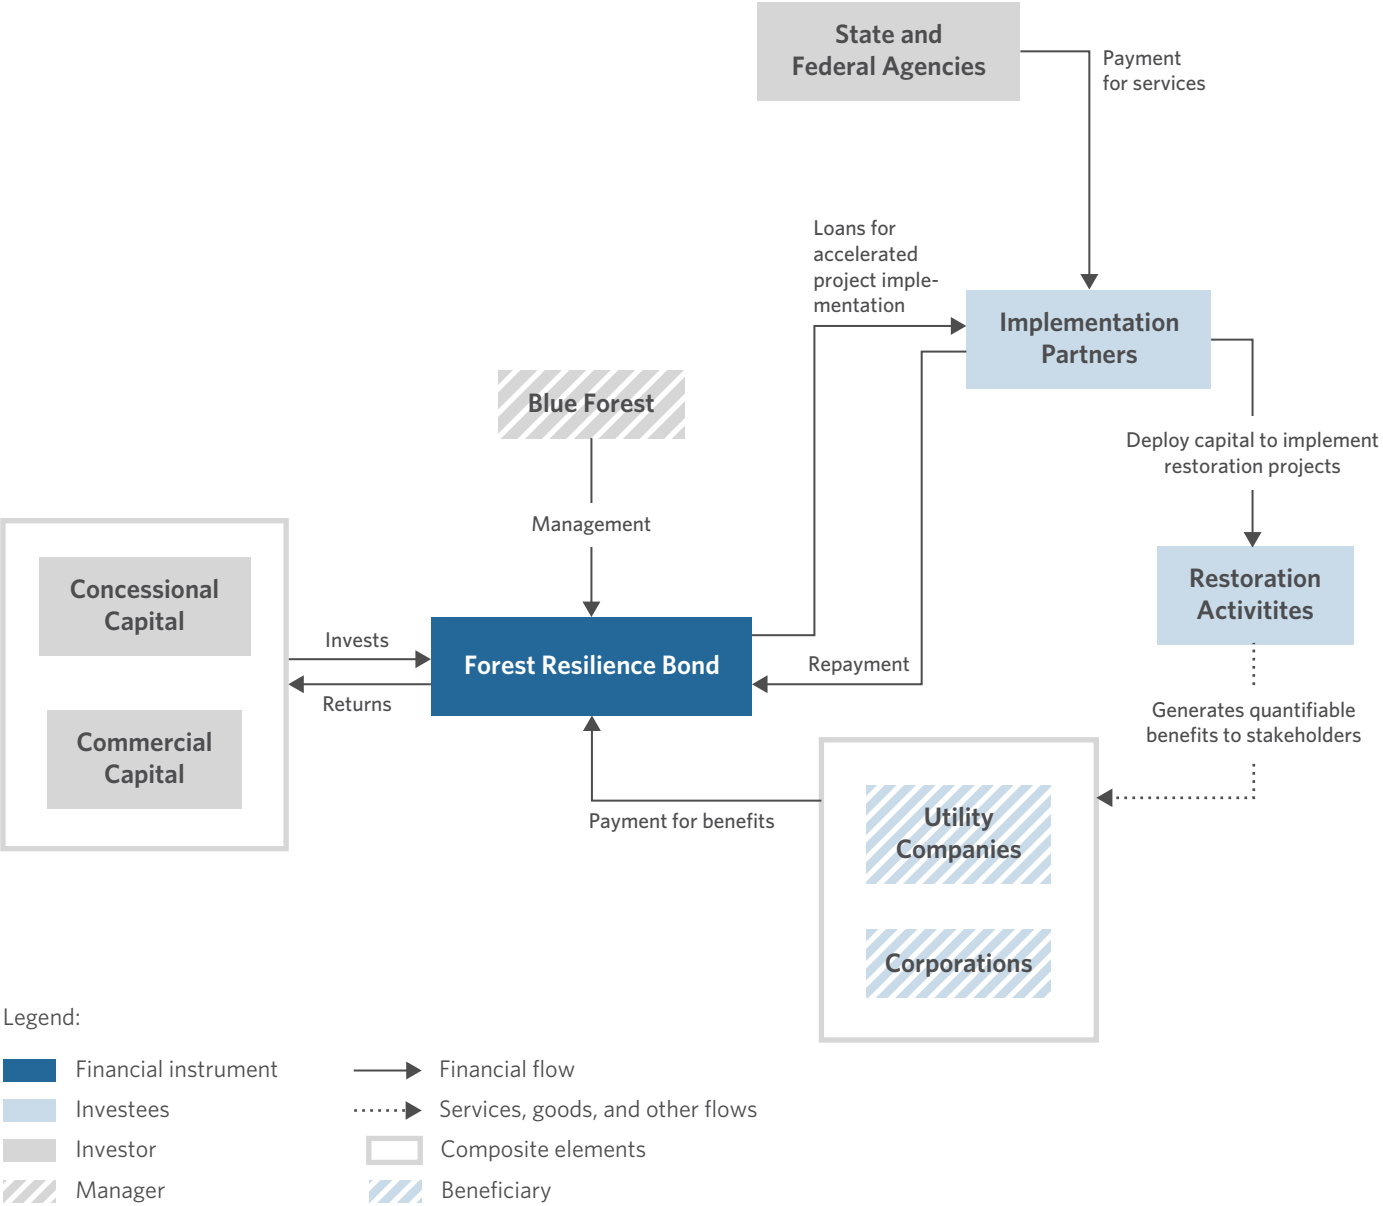 State and
Federal Agencies
Payment
for services
Loans for
accelerated
project imple-
mentation
Implementation
Partners
Blue Forest
Deploy capital to implement
restoration projects
Management
Concessional
Capital
Restoration
Activitites
Invests
Forest Resilience Bond
Repayment
Returns
Generates quantifiable
benefits to stakeholders
Commercial
Capital
Payment for benefits
Utility
Companies
Corporations
Legend:
Financial instrument
Financial flow
Investees
Services, goods, and other flows
Investor
Composite elements
Manager
Beneficiary